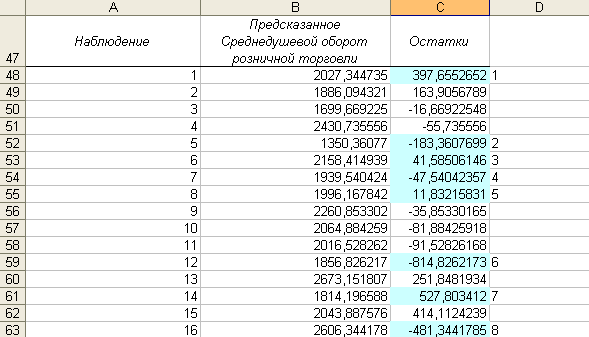 A B C D
47 Наблюдение Предсказанное Среднедушевой оборот розничной торговли Остатки
48 1 2027,344735 397,6552652 1
49 2 1886,094321 163,9056789
50 3 1699,669225 -16,66922548
51 4 2430,735556 -55,735556
52 5 1350,36077 -183,3607699 2
53 6 2158,414939 41,58506146 3
54 7 1939,540424 -47,54042357 4
55 8 1996,167842 11,83215831 5
56 9 2260,853302 -35,85330165
57 10 2064,884259 -81,88425918
58 11 2016,528262 -91,52826168
59 12 1856,826217 -814,8262173 6
60 13 2673,151807 251,8481934
61 14 1814,196588 527,803412 7
62 15 2043,887576 414,1124239
63 16 2606,344178 -481,3441785 8